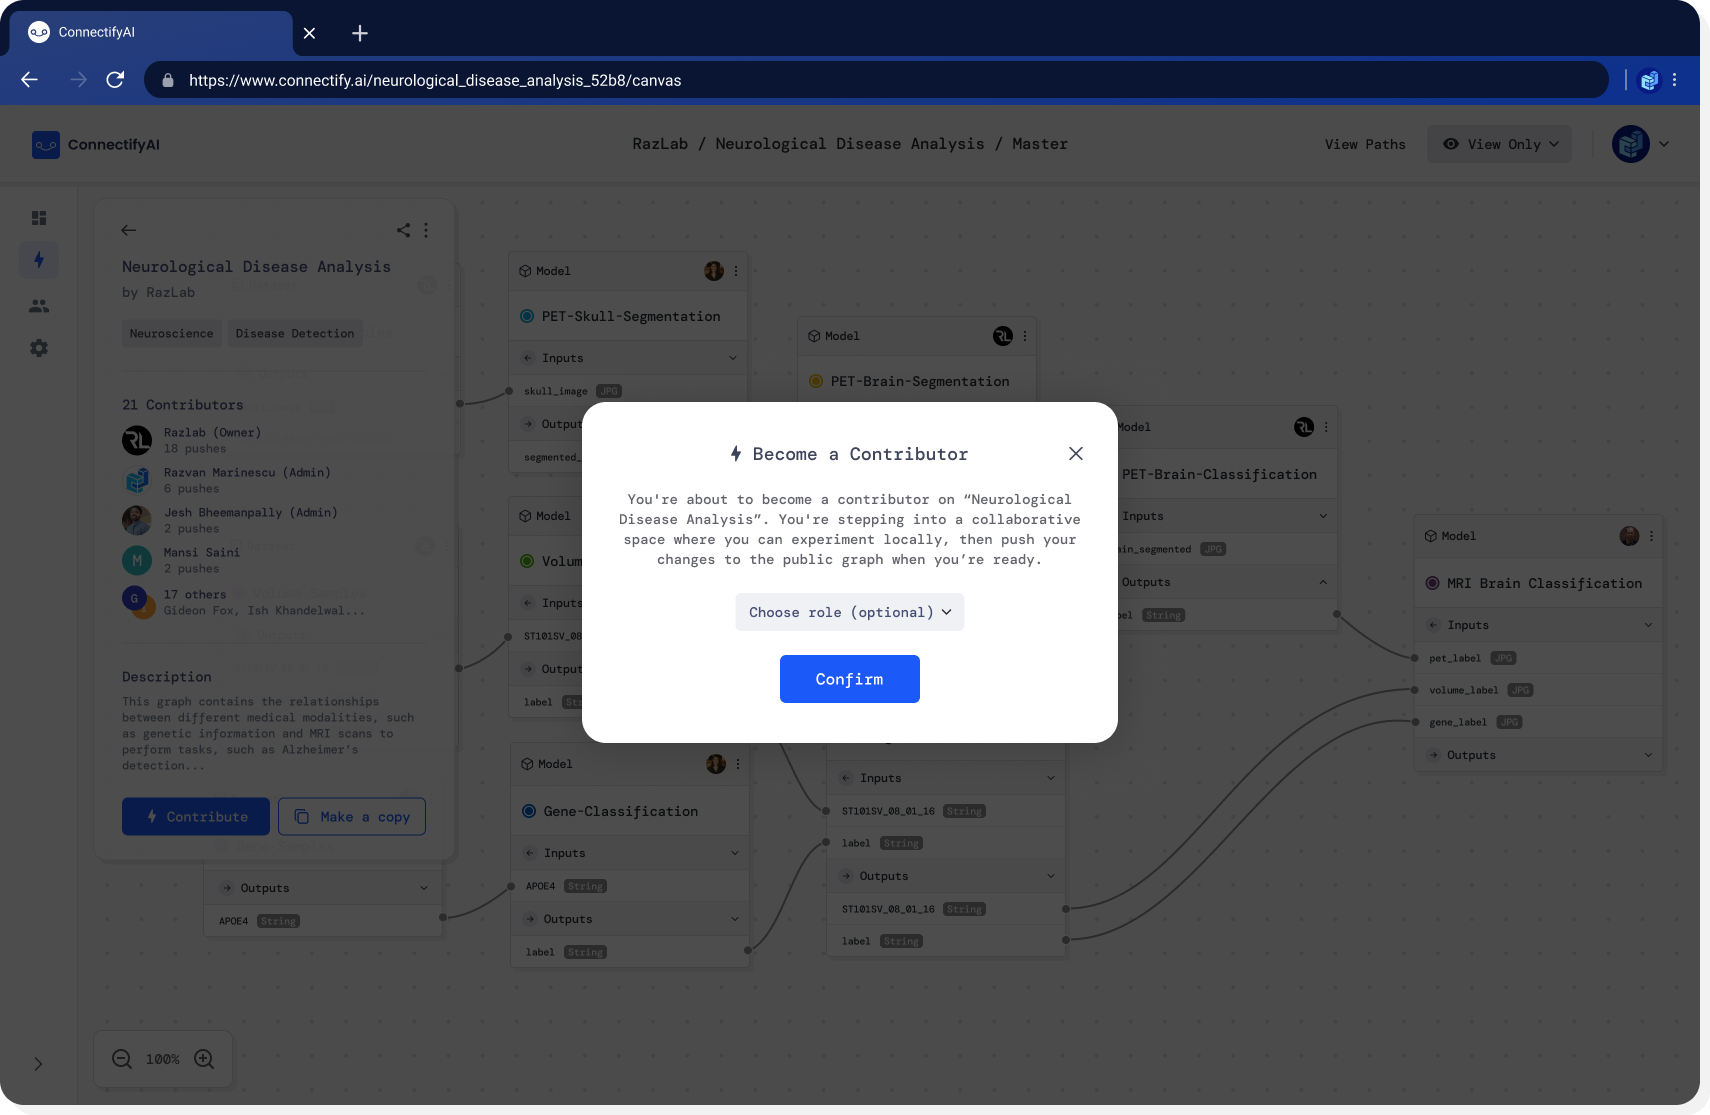 ConnectifyAI
https://www.connectify.ai/neurological_disease_analysis_52b8/canvas
ConnectifyAI
RazLab / Neurological Disease Analysis / Master
View Paths
View Only
Neurological Disease Analysis
by RazLab
Neuroscience
Disease Detection
21 Contributors
RL
Razlab (Owner)
18 pushes
Razvan Marinescu (Admin)
6 pushes
Jesh Bheemanpally (Admin)
2 pushes
M
Mansi Saini
2 pushes
G
17 others
Gideon Fox, Ish Khandelwal...
Description
This graph contains the relationships
between different medical modalities, such
as genetic information and MRI scans to
perform tasks, such as Alzheimer's
detection...
Contribute
Make a copy
Outputs
APOE4 String
Model
PET-Skull-Segmentation
Inputs
skull_image JPG
Output
segmented_
Model
Volum
Inputs
ST101SV_08
Output
label
Model
Gene-Classification
Inputs
APOE4 String
Outputs
label String
Model
RL
PET-Brain-Segmentation
Become a Contributor
You're about to become a contributor on “Neurological
Disease Analysis”. You're stepping into a collaborative
space where you can experiment locally, then push your
changes to the public graph when you’re ready.
Choose role (optional)
Confirm
Inputs
ST101SV_08_01_16 String
label String
Outputs
ST101SV_08_01_16 String
label String
Model
RL
PET-Brain-Classification
Inputs
in_segmented JPG
Outputs
el String
Model
MRI Brain Classification
Inputs
pet_label JPG
volume_label JPG
gene_label JPG
Outputs
100%